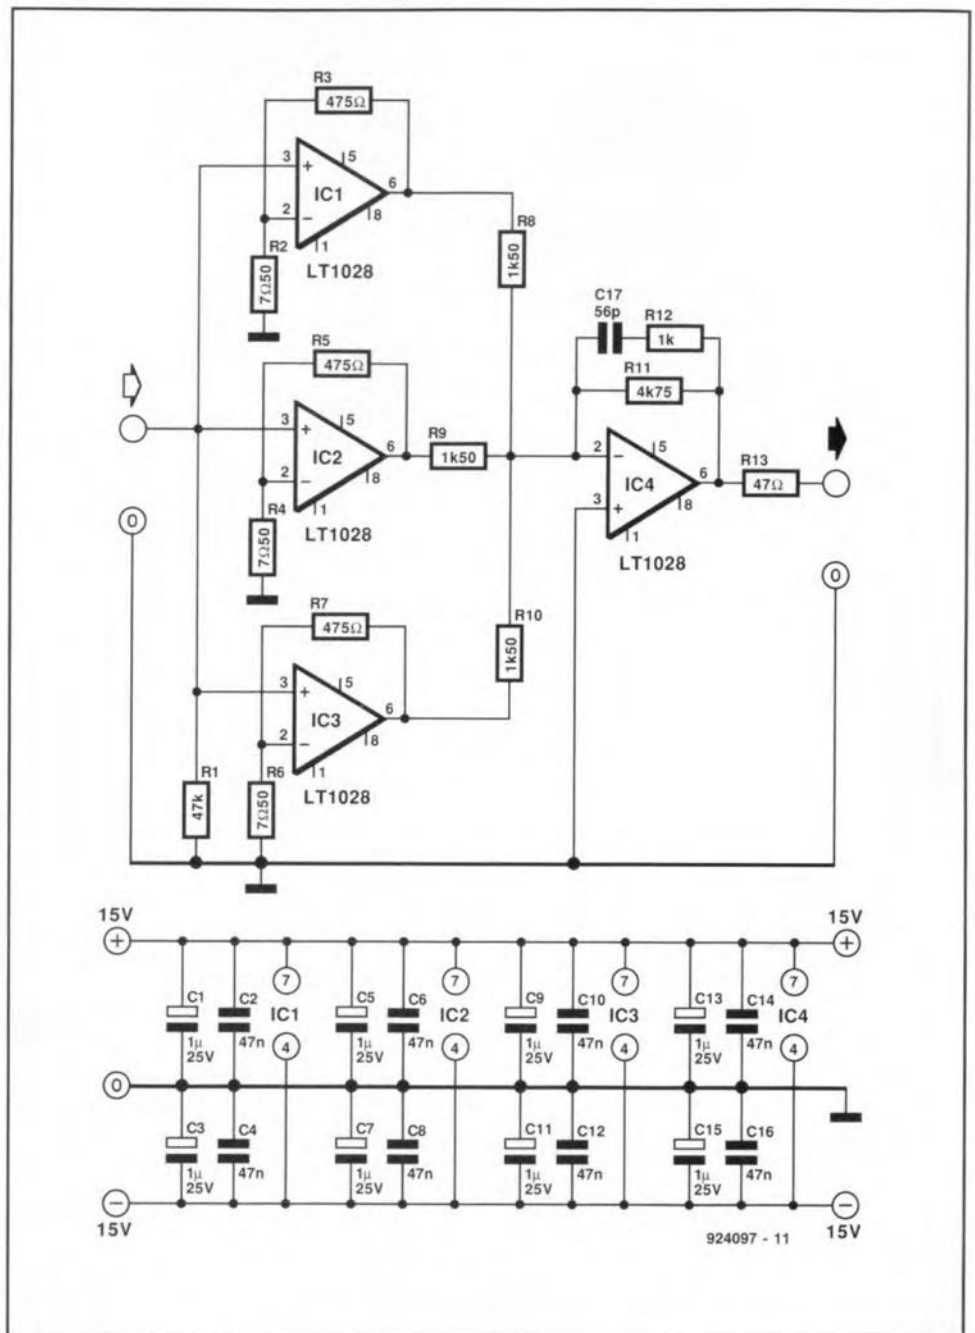 R3
475Ω
3
+
5
IC1
6
2
−
8
1
R2
7Ω50
LT1028
R8
1k50
C17
56p
R12
1k
R11
4k75
R5
475Ω
3
+
5
IC2
6
2
−
8
1
R9
1k50
R4
7Ω50
LT1028
2
−
5
IC4
6
3
+
8
1
R13
47Ω
LT1028
0
0
R7
475Ω
R10
1k50
3
+
5
IC3
6
2
−
8
1
R1
47k
R6
7Ω50
LT1028
15V
+
15V
+
C1
1µ
25V
C2
47n
7
IC1
4
C5
1µ
25V
C6
47n
7
IC2
4
C9
1µ
25V
C10
47n
7
IC3
4
C13
1µ
25V
C14
47n
7
IC4
4
0
C3
1µ
25V
C4
47n
C7
1µ
25V
C8
47n
C11
1µ
25V
C12
47n
C15
1µ
25V
C16
47n
−
15V
−
15V
924097 - 11